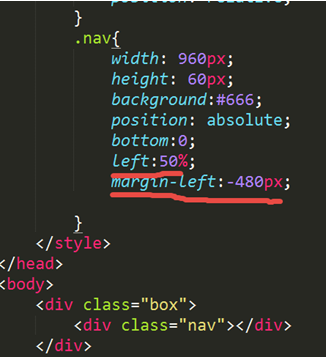 }
.nav{
width: 960px;
height: 60px;
background:#666;
position: absolute;
bottom:0;
left:50%;
margin-left:-480px;
}
</style>
</head>
<body>
<div class="box">
<div class="nav"></div>
</div>